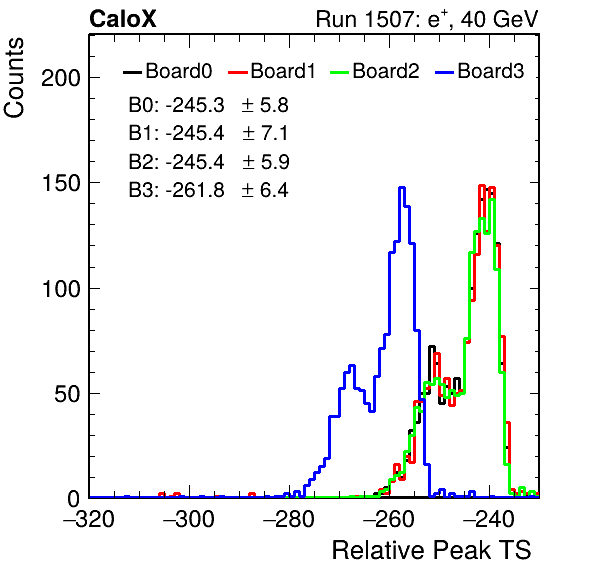 CaloX Run 1507: e+, 40 GeV
Counts
Board0 Board1 Board2 Board3
B0: -245.3 ± 5.8
B1: -245.4 ± 7.1
B2: -245.4 ± 5.9
B3: -261.8 ± 6.4
200
150
100
50
0
−320 −300 −280 −260 −240
Relative Peak TS